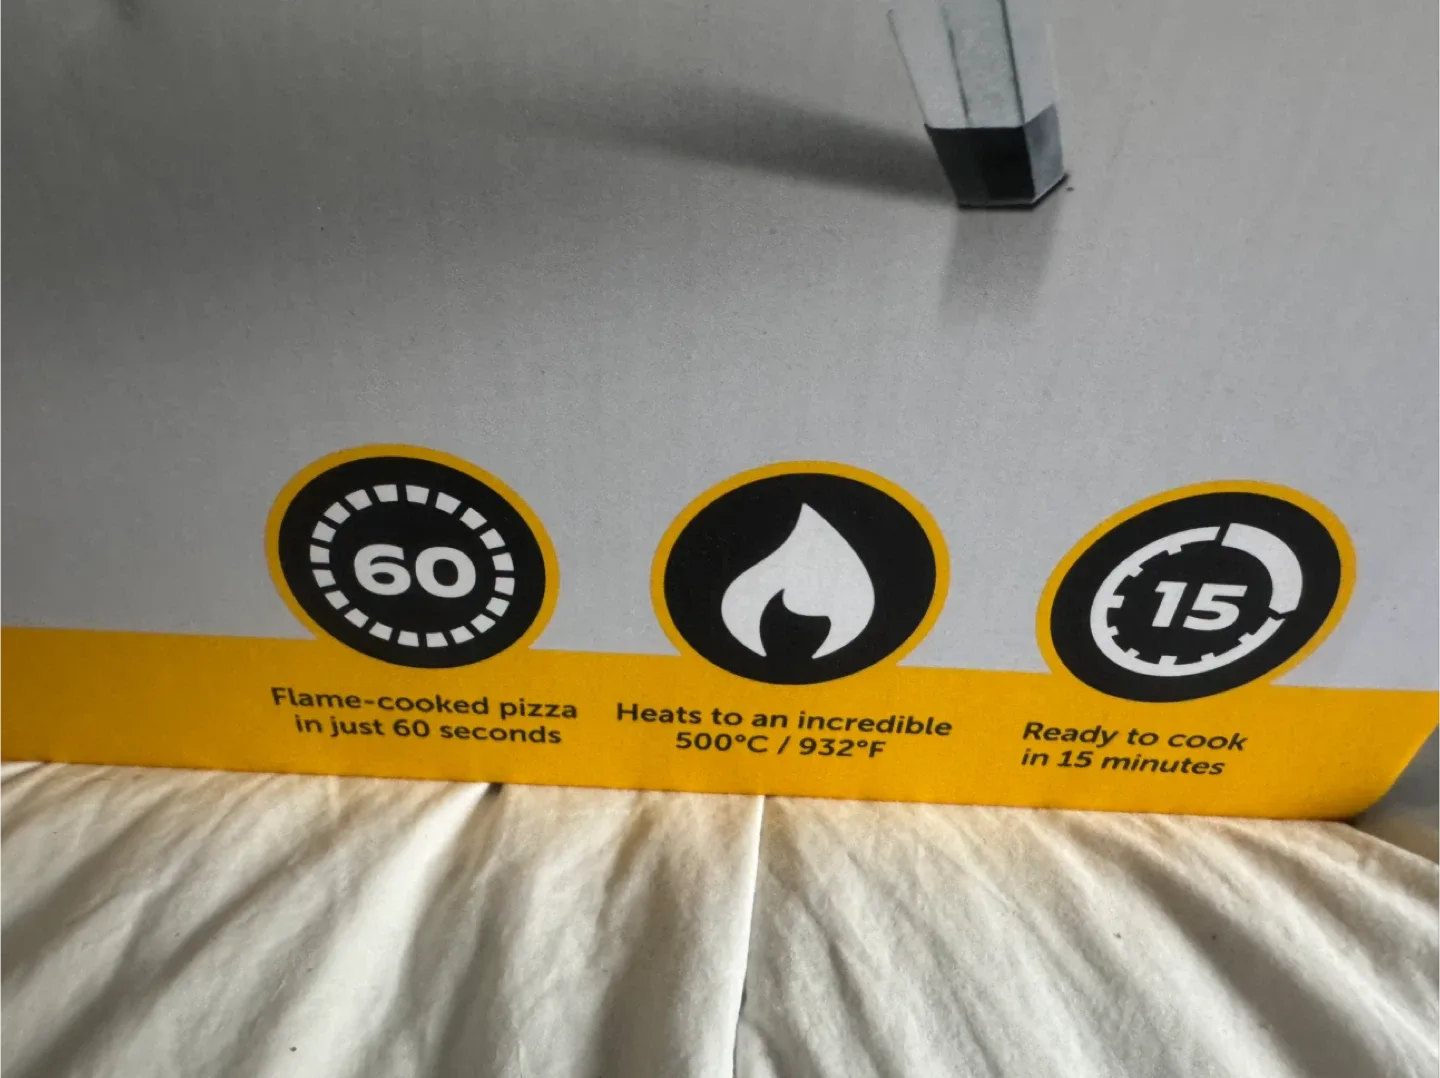 60
Flame-cooked pizza
in just 60 seconds
Heats to an incredible
500°C / 932°F
15
Ready to cook
in 15 minutes